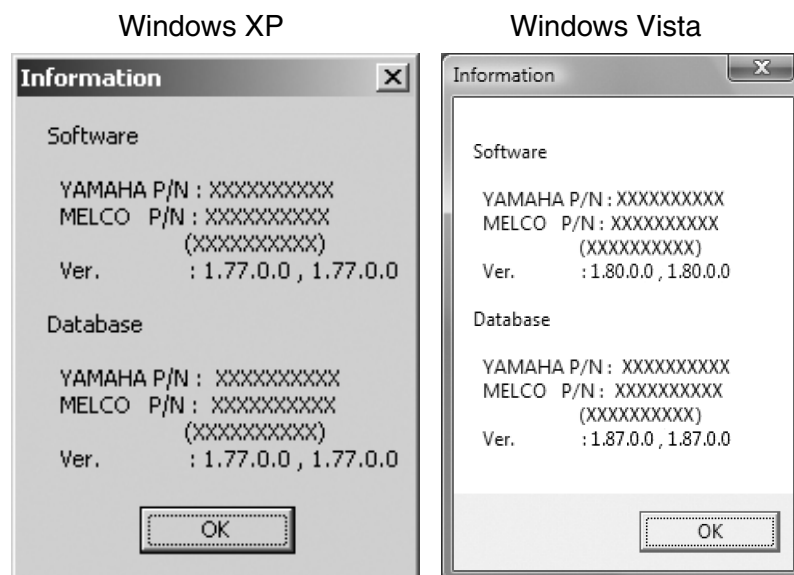 Windows XP
Information
Software
YAMAHA P/N : XXXXXXXXXX
MELCO P/N : XXXXXXXXXX
(XXXXXXXXXX)
Ver. : 1.77.0.0 , 1.77.0.0
Database
YAMAHA P/N : XXXXXXXXXX
MELCO P/N : XXXXXXXXXX
(XXXXXXXXXX)
Ver. : 1.77.0.0 , 1.77.0.0
OK
Windows Vista
Information
Software
YAMAHA P/N : XXXXXXXXXX
MELCO P/N : XXXXXXXXXX
(XXXXXXXXXX)
Ver. : 1.80.0.0 , 1.80.0.0
Database
YAMAHA P/N : XXXXXXXXXX
MELCO P/N : XXXXXXXXXX
(XXXXXXXXXX)
Ver. : 1.87.0.0 , 1.87.0.0
OK